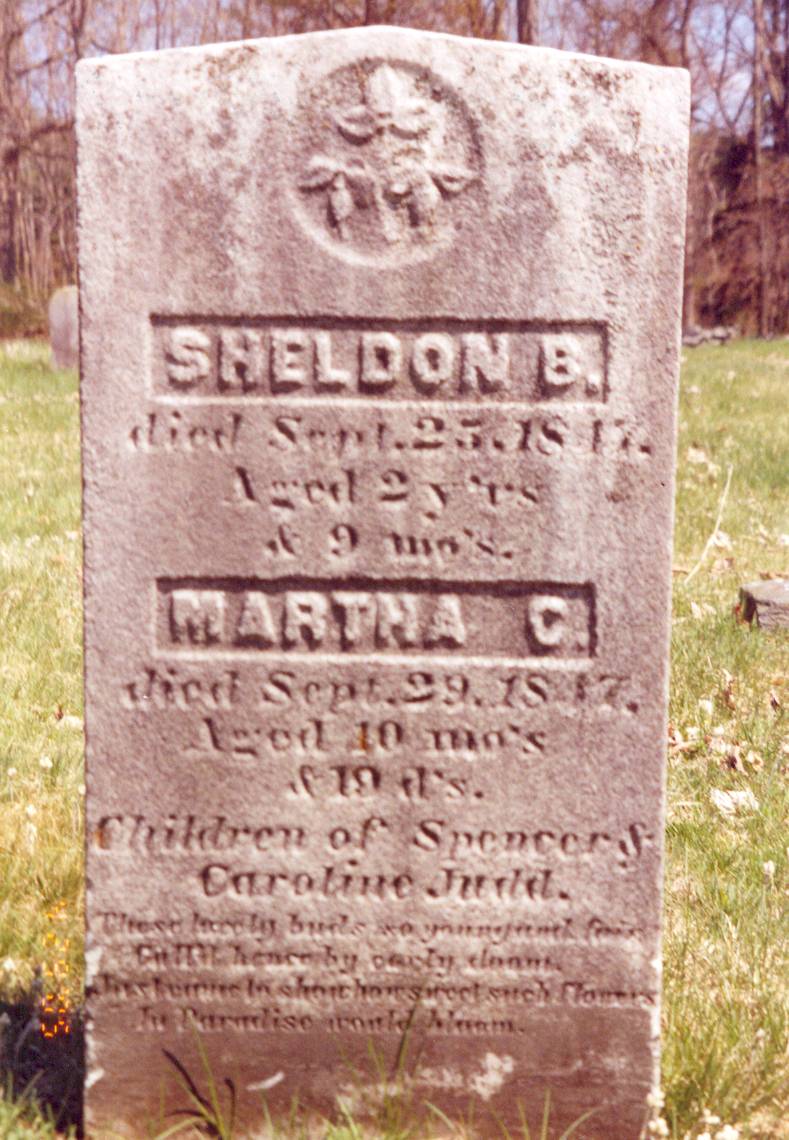 SHELDON B.
died Sept. 25. 1847.
Aged 2 y'rs
& 9 mo's.
MARTHA C.
died Sept. 29. 1847.
Aged 10 mo's
& 19 d's.
Children of Spencer &
Caroline Judd.
These lovely buds so young and fair
Call'd hence by early doom.
Just come to show how sweet such Flowers
In Paradise would bloom.